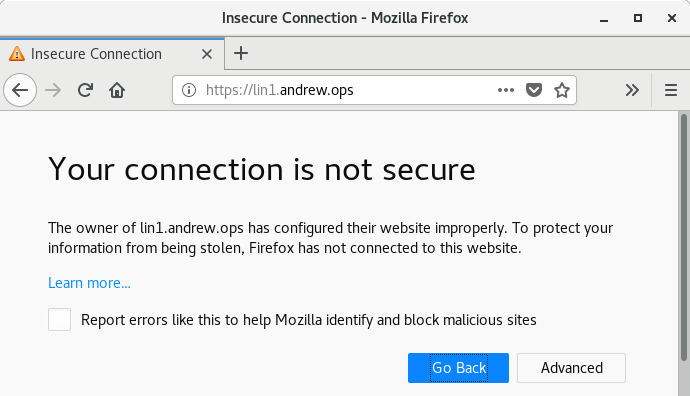 Insecure Connection - Mozilla Firefox
Insecure Connection
https://lin1.andrew.ops
Your connection is not secure
The owner of lin1.andrew.ops has configured their website improperly. To protect your
information from being stolen, Firefox has not connected to this website.
Learn more...
Report errors like this to help Mozilla identify and block malicious sites
Go Back Advanced